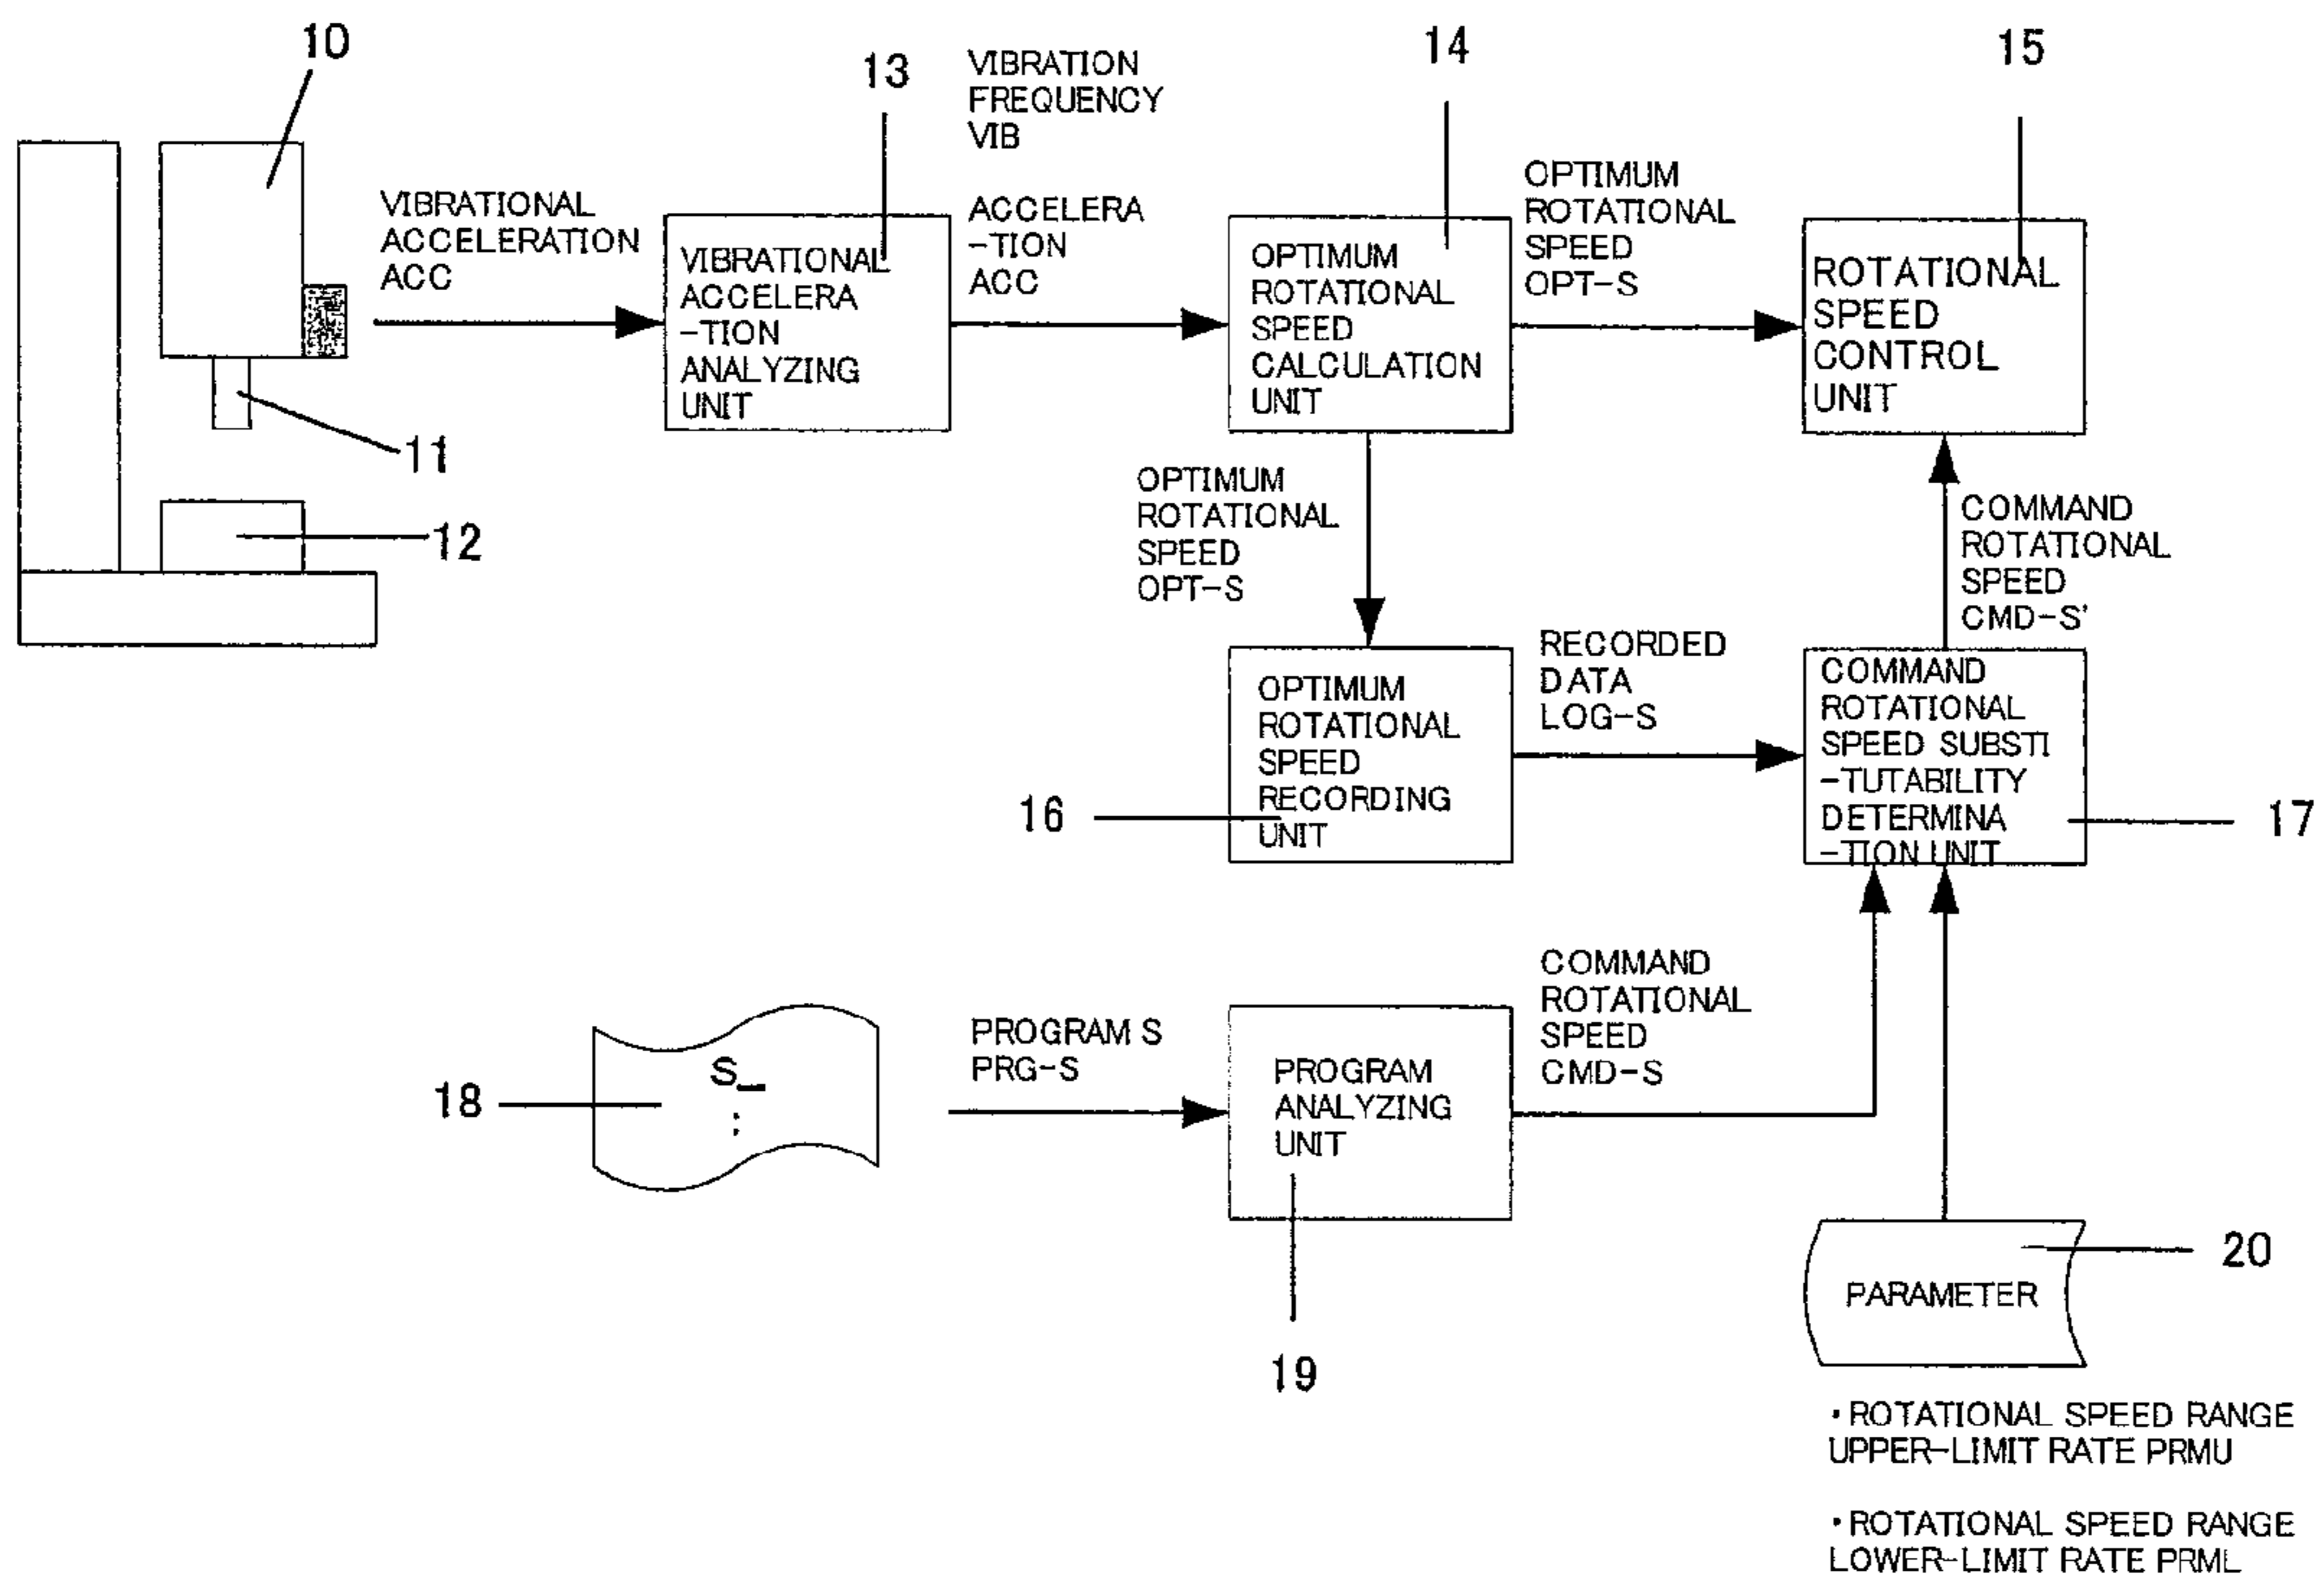 10
13
VIBRATION
FREQUENCY
VIB
14
15
VIBRATIONAL
ACCELERATION
ACC
ACCELERA
-TION
ACC
OPTIMUM
ROTATIONAL
SPEED
OPT-S
VIBRATIONAL
ACCELERA
-TION
ANALYZING
UNIT
OPTIMUM
ROTATIONAL
SPEED
CALCULATION
UNIT
ROTATIONAL
SPEED
CONTROL
UNIT
11
12
OPTIMUM
ROTATIONAL
SPEED
OPT-S
COMMAND
ROTATIONAL
SPEED
CMD-S'
OPTIMUM
ROTATIONAL
SPEED
RECORDING
UNIT
16
RECORDED
DATA
LOG-S
COMMAND
ROTATIONAL
SPEED SUBSTI
-TUTABILITY
DETERMINA
-TION UNIT
17
18
S_
:
PROGRAM S
PRG-S
PROGRAM
ANALYZING
UNIT
19
COMMAND
ROTATIONAL
SPEED
CMD-S
20
PARAMETER
・ROTATIONAL SPEED RANGE
UPPER-LIMIT RATE PRMU
・ROTATIONAL SPEED RANGE
LOWER-LIMIT RATE PRML